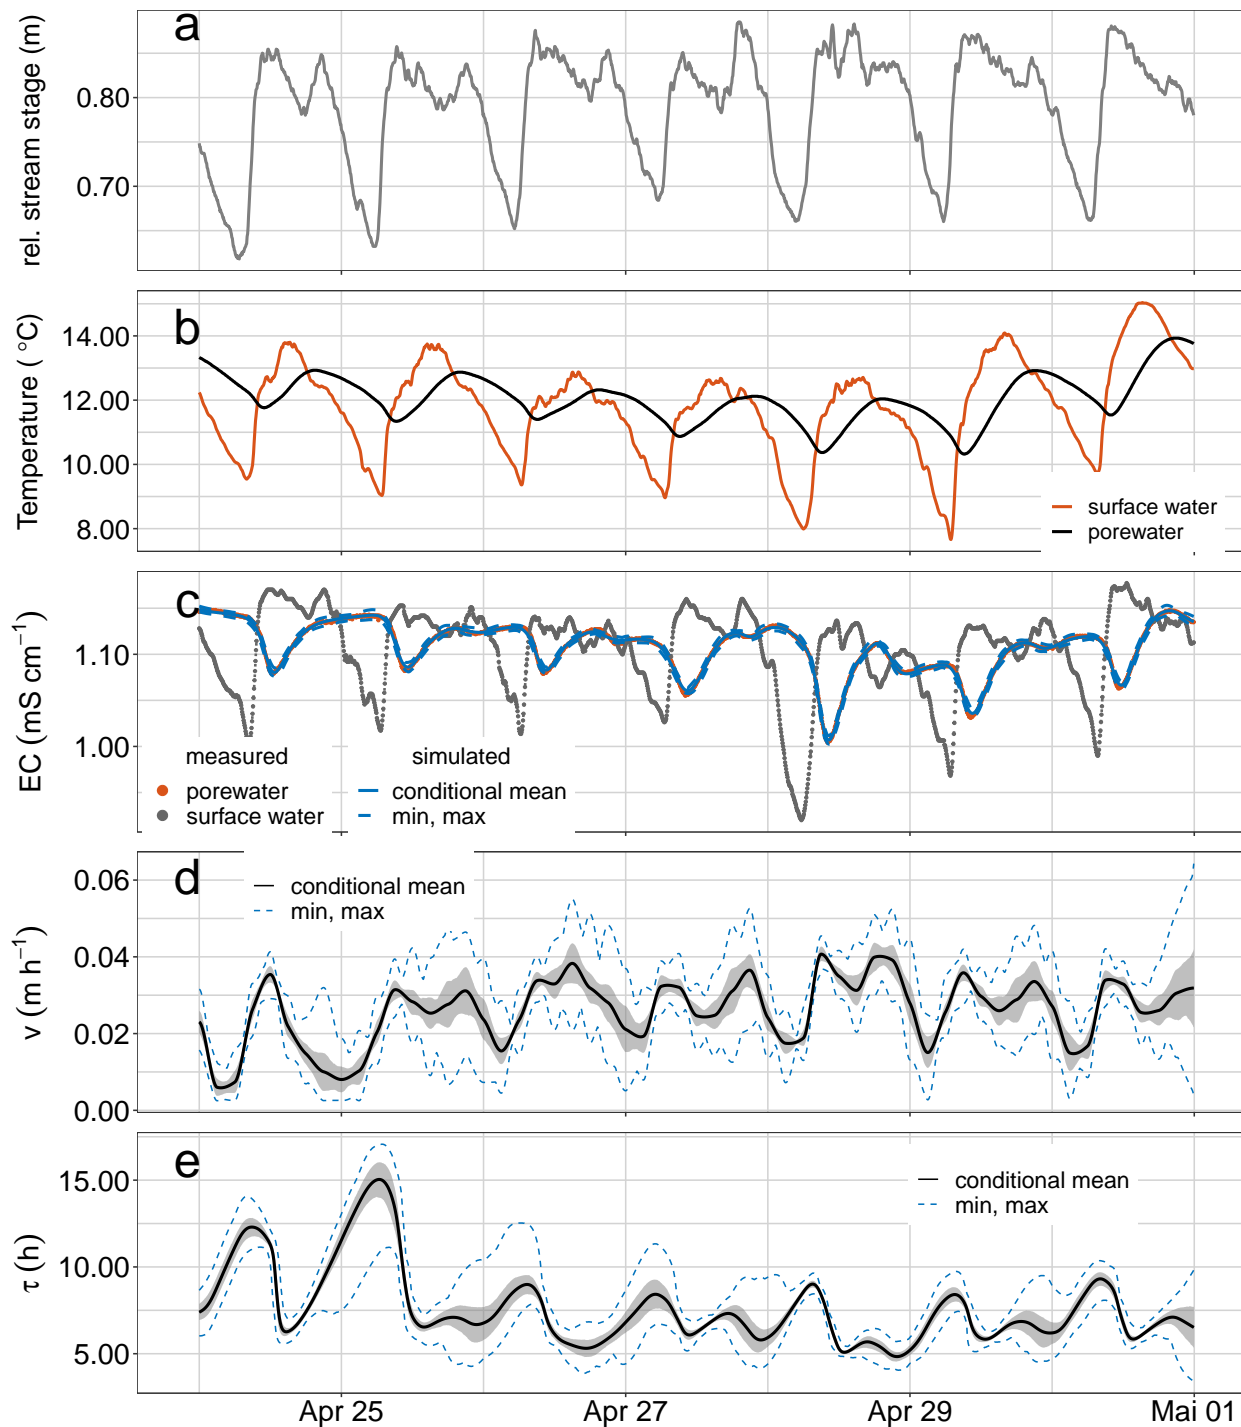 a
rel. stream stage (m)
0.80
0.70
b
Temperature ( °C)
14.00
12.00
10.00
8.00
surface water
porewater
c
EC (mS cm⁻¹)
1.10
1.00
measured
simulated
porewater
conditional mean
surface water
min, max
d
v (m h⁻¹)
0.06
0.04
0.02
0.00
conditional mean
min, max
e
τ (h)
15.00
10.00
5.00
conditional mean
min, max
Apr 25
Apr 27
Apr 29
Mai 01